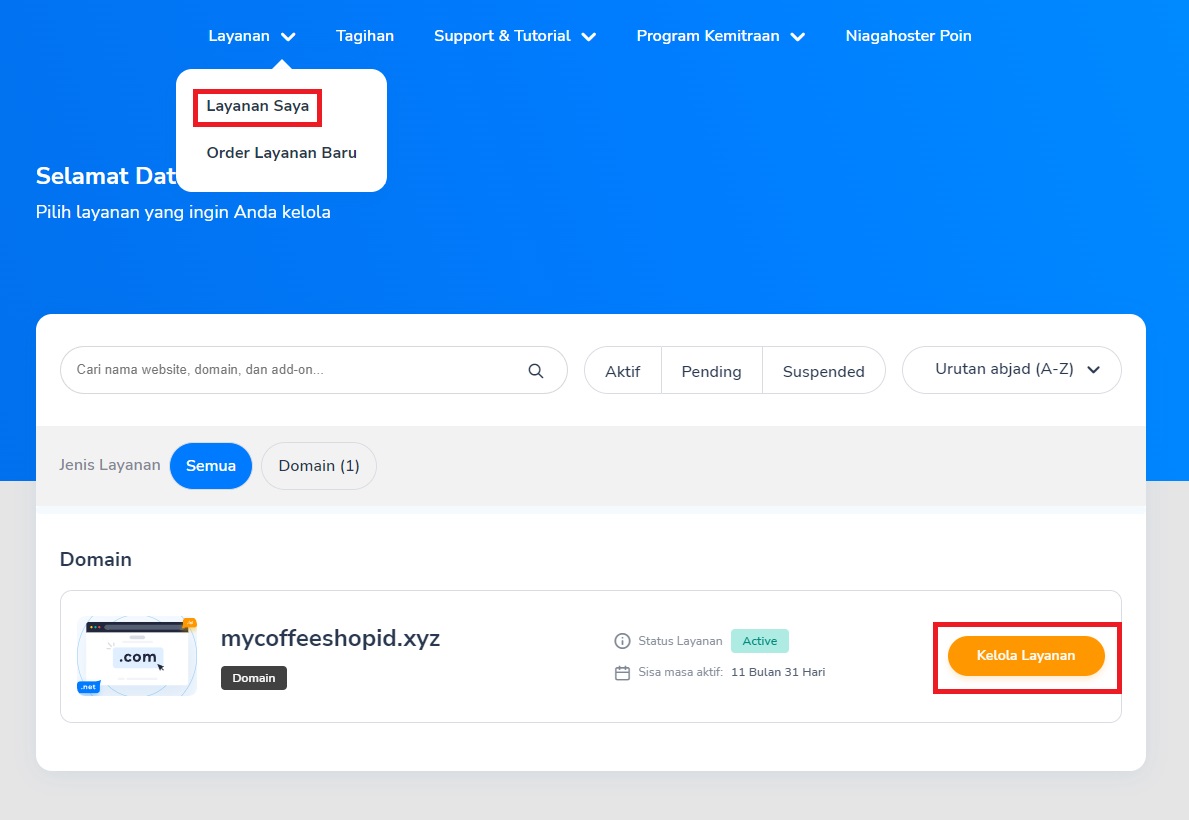 Layanan
Tagihan
Support & Tutorial
Program Kemitraan
Niagahoster Poin
Layanan Saya
Order Layanan Baru
Selamat Dat
Pilih layanan yang ingin Anda kelola
Cari nama website, domain, dan add-on...
Aktif
Pending
Suspended
Urutan abjad (A-Z)
Jenis Layanan
Semua
Domain (1)
Domain
.com
.net
mycoffeeshopid.xyz
Domain
Status Layanan
Active
Sisa masa aktif:
11 Bulan 31 Hari
Kelola Layanan